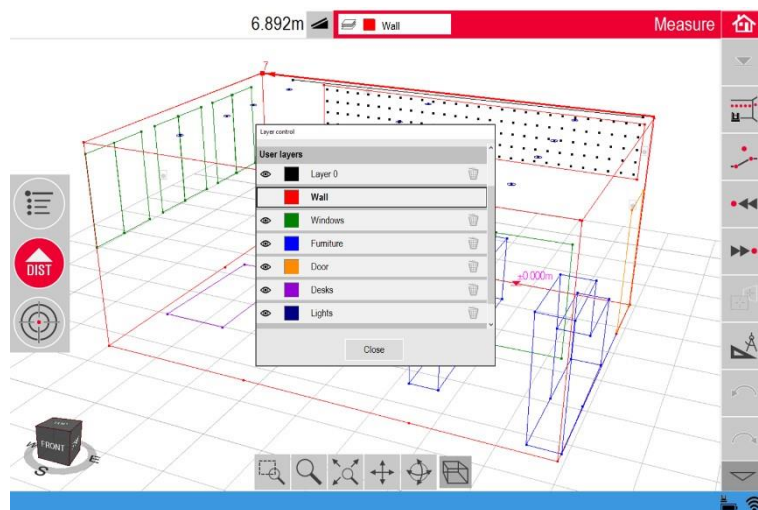 6.892m
Wall
Measure
7
Layer control
User layers
Layer 0
Wall
Windows
Furniture
Door
Desks
Lights
Close
DIST
±0.000m
FRONT
S
E